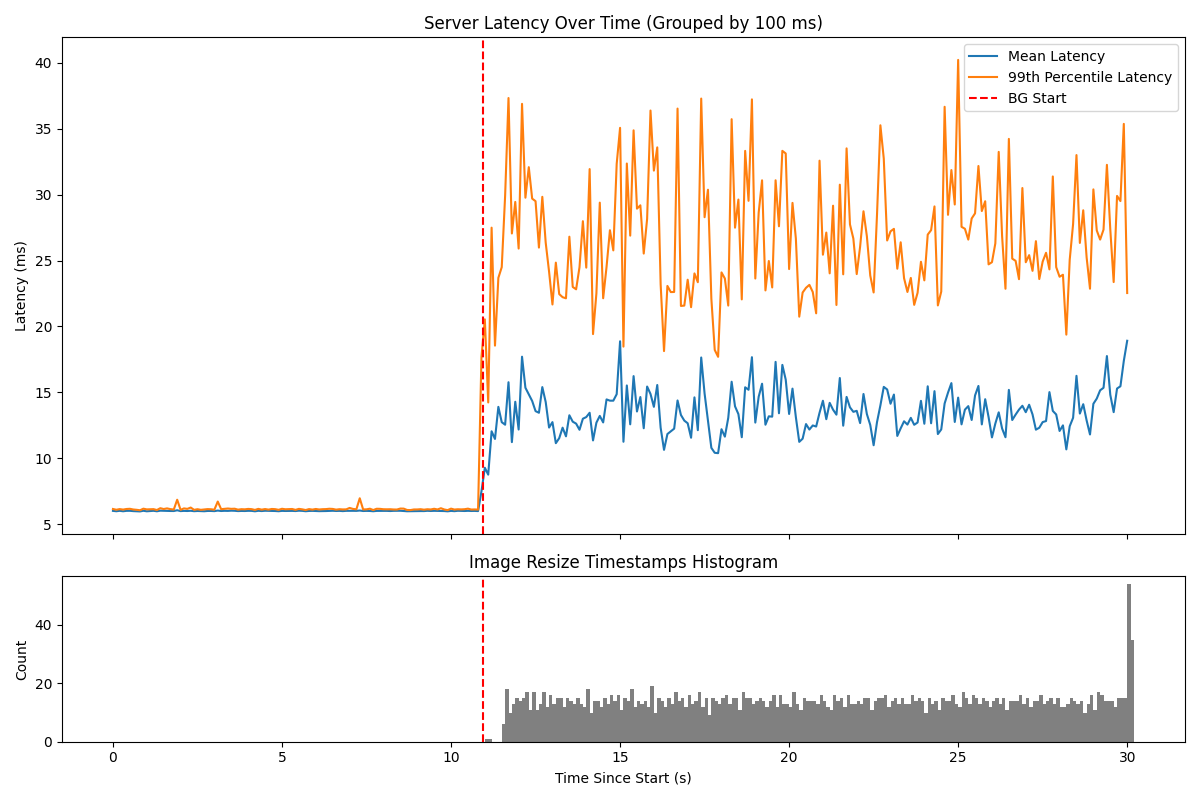 Server Latency Over Time (Grouped by 100 ms)
Mean Latency
99th Percentile Latency
BG Start
Latency (ms)
40
35
30
25
20
15
10
5
Image Resize Timestamps Histogram
Count
40
20
0
0 5 10 15 20 25 30
Time Since Start (s)